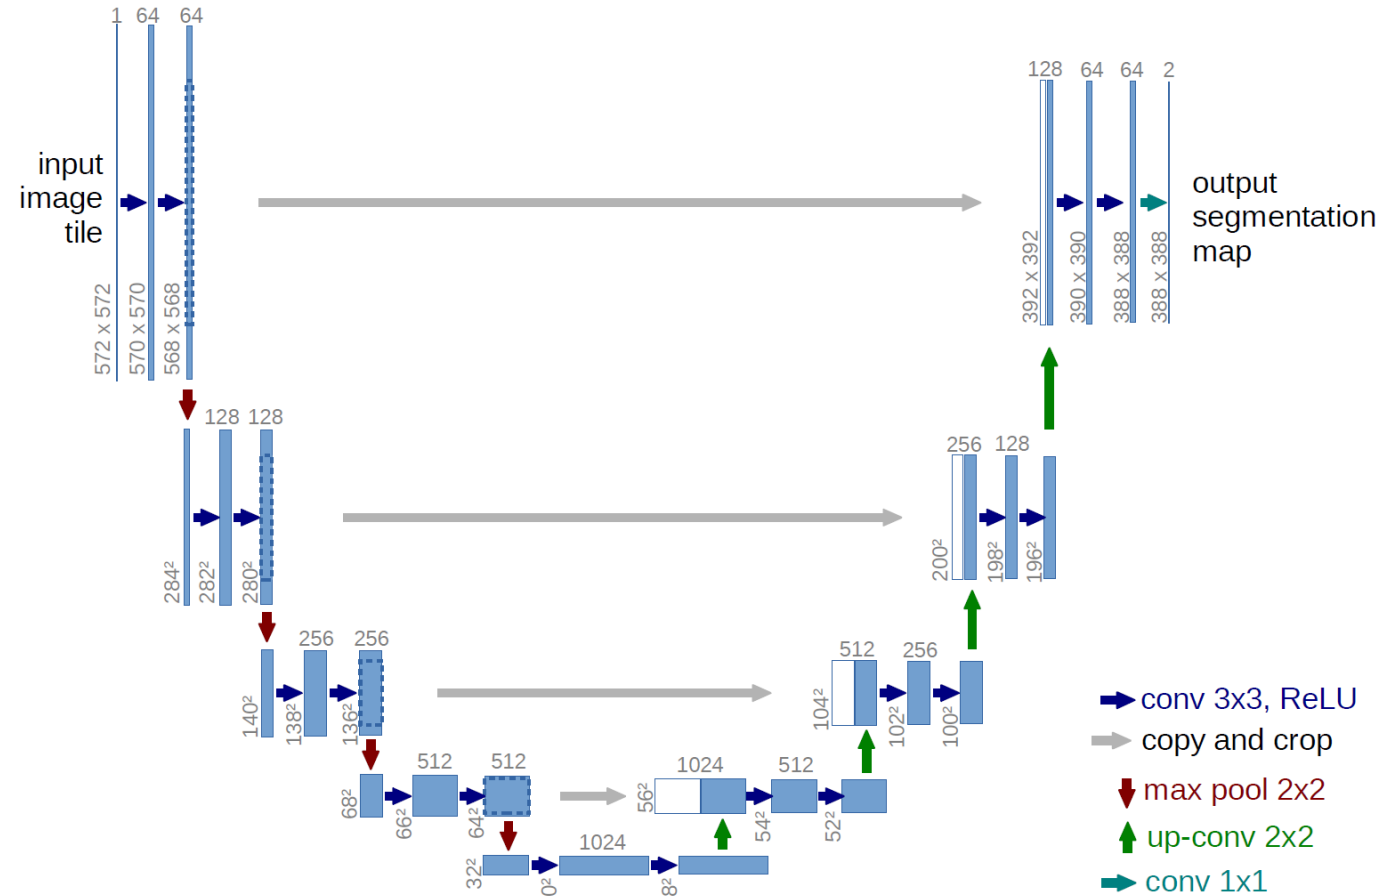 1 64 64
input
image
tile
572 x 572
570 x 570
568 x 568
128 64 64 2
output
segmentation
map
392 x 392
390 x 390
388 x 388
388 x 388
128 128
284²
282²
280²
256 128
200²
198²
196²
256 256
140²
138²
136²
512 256
104²
102²
100²
512 512
68²
66²
64²
1024 512
56²
54²
52²
1024
32²
0²
8²
conv 3x3, ReLU
copy and crop
max pool 2x2
up-conv 2x2
conv 1x1